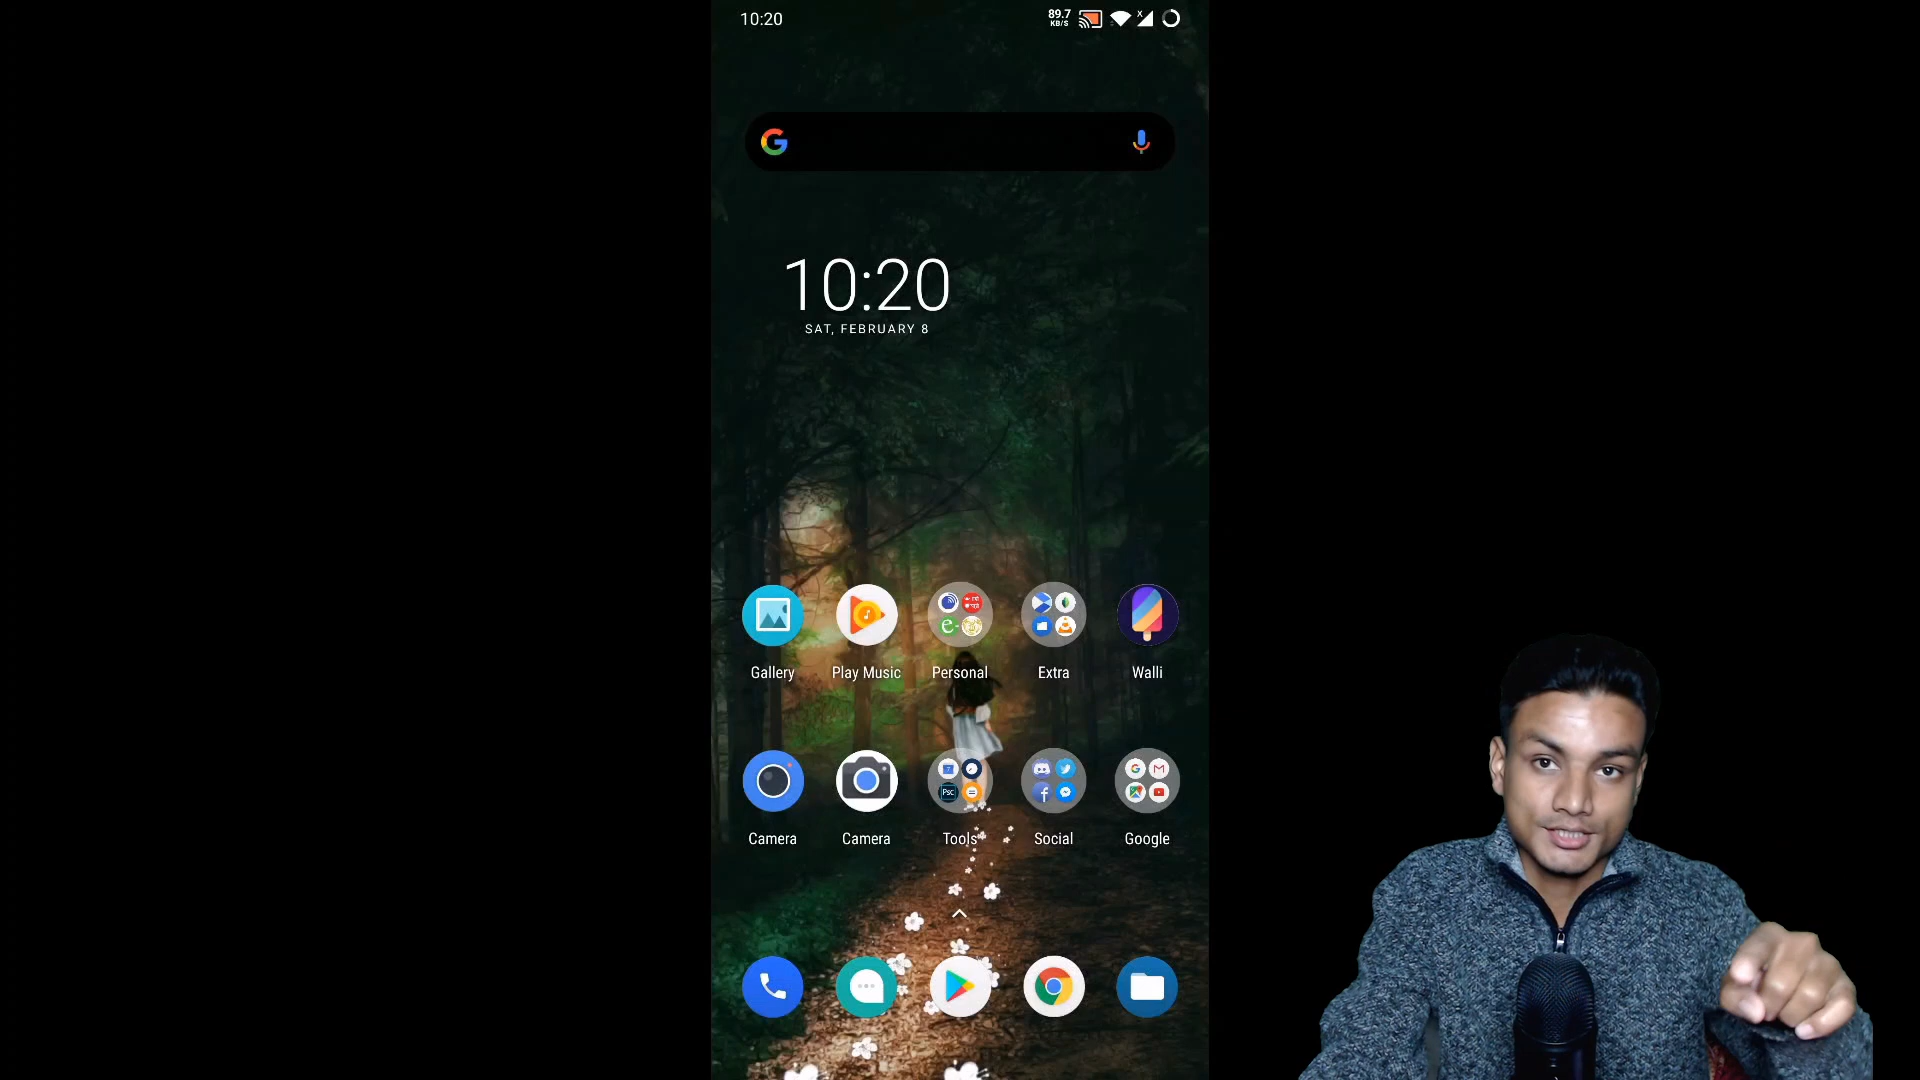 10:20
89.7
KB/S
X
10:20
SAT, FEBRUARY 8
Gallery
Play Music
Personal
Extra
Walli
Psc
Camera
Camera
Tools
Social
Google